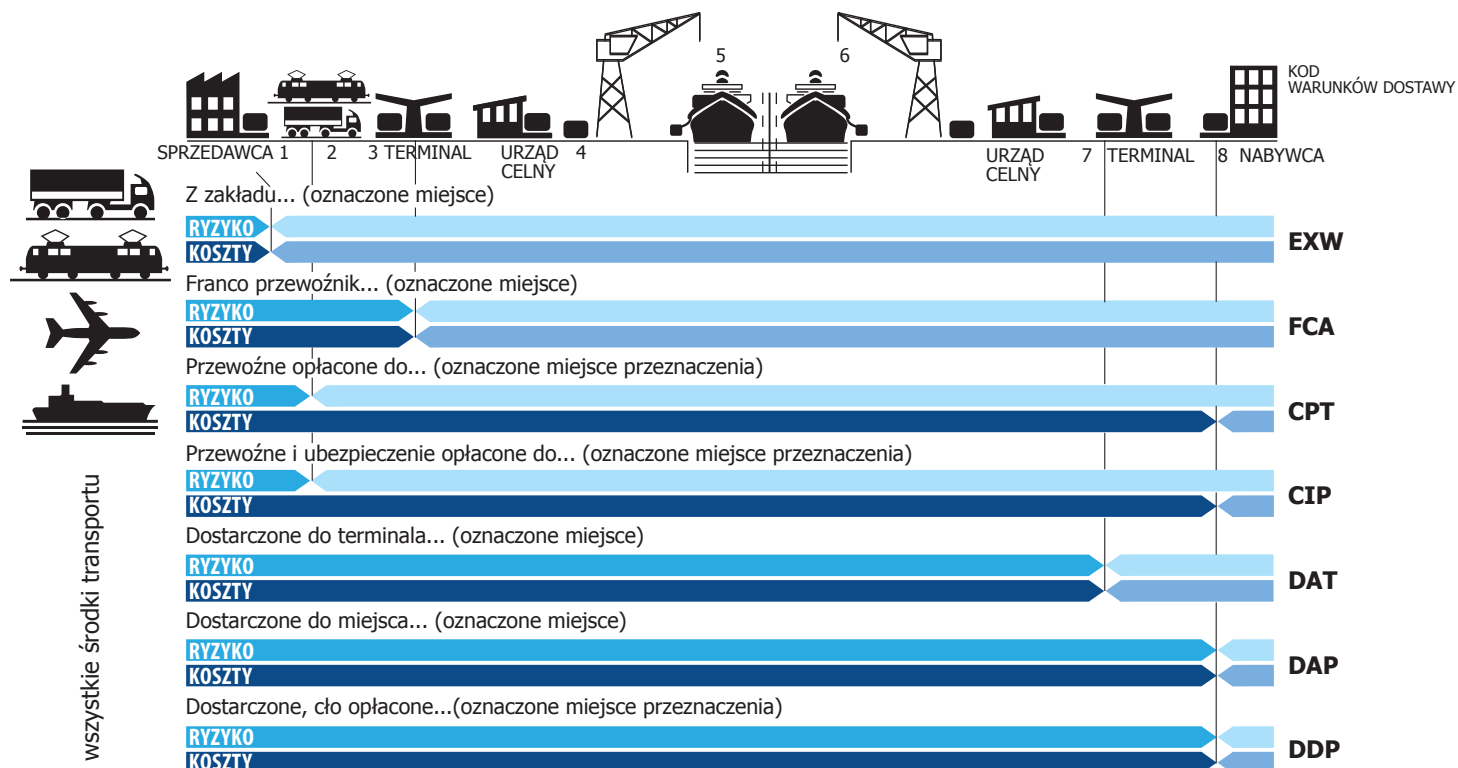 5
6
KOD
WARUNKÓW DOSTAWY
SPRZEDAWCA 1 2 3 TERMINAL URZĄD CELNY 4 URZĄD CELNY 7 TERMINAL 8 NABYWCA
Z zakładu... (oznaczone miejsce)
RYZYKO
KOSZTY
EXW
Franco przewoźnik... (oznaczone miejsce)
RYZYKO
KOSZTY
FCA
Przewoźne opłacone do... (oznaczone miejsce przeznaczenia)
RYZYKO
KOSZTY
CPT
Przewoźne i ubezpieczenie opłacone do... (oznaczone miejsce przeznaczenia)
RYZYKO
KOSZTY
CIP
Dostarczone do terminala... (oznaczone miejsce)
RYZYKO
KOSZTY
DAT
Dostarczone do miejsca... (oznaczone miejsce)
RYZYKO
KOSZTY
DAP
Dostarczone, cło opłacone...(oznaczone miejsce przeznaczenia)
RYZYKO
KOSZTY
DDP
wszystkie środki transportu